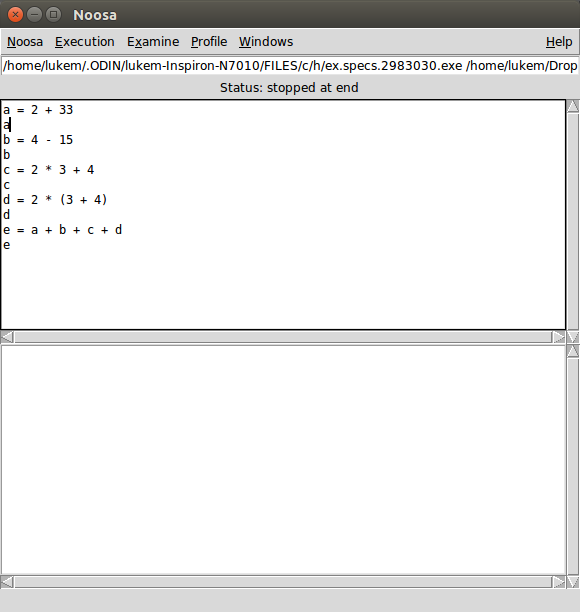 Noosa
Noosa Execution Examine Profile Windows Help
/home/lukem/.ODIN/lukem-Inspiron-N7010/FILES/c/h/ex.specs.2983030.exe /home/lukem/Drop
Status: stopped at end
a = 2 + 33
a
b = 4 - 15
b
c = 2 * 3 + 4
c
d = 2 * (3 + 4)
d
e = a + b + c + d
e